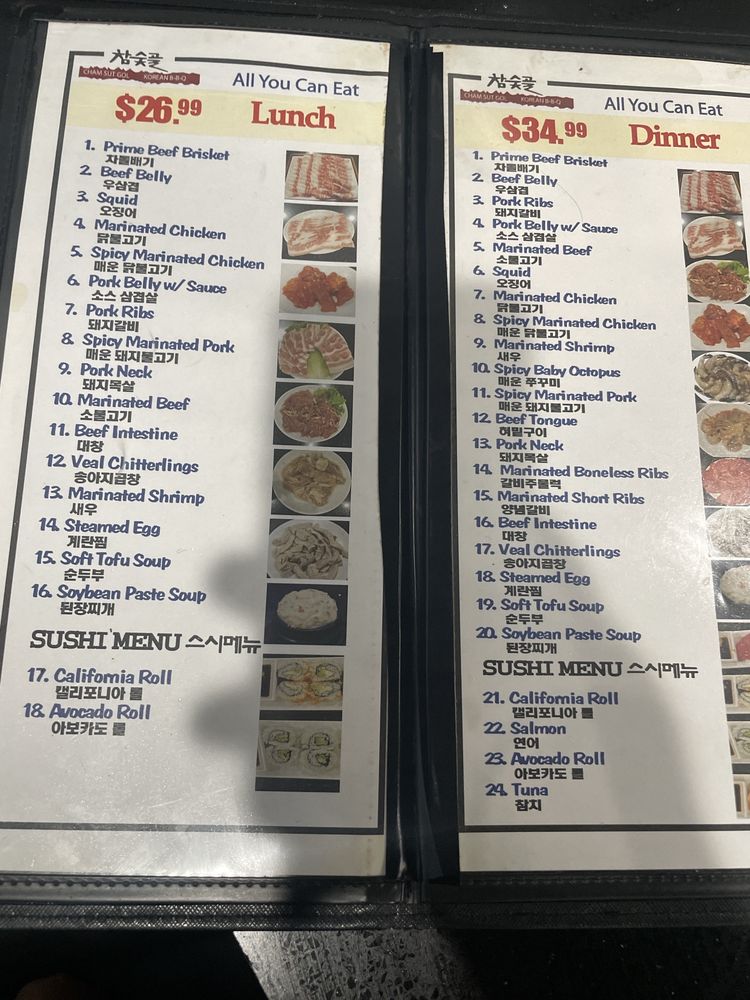 참숯골
CHAM SUT GOL KOREAN B-B-Q
All You Can Eat
$26.99 Lunch
1. Prime Beef Brisket
차돌배기
2. Beef Belly
우삼겹
3. Squid
오징어
4. Marinated Chicken
닭불고기
5. Spicy Marinated Chicken
매운 닭불고기
6. Pork Belly w/ Sauce
소스 삼겹살
7. Pork Ribs
돼지갈비
8. Spicy Marinated Pork
매운 돼지불고기
9. Pork Neck
돼지목살
10. Marinated Beef
소불고기
11. Beef Intestine
대창
12. Veal Chitterlings
송아지곱창
13. Marinated Shrimp
새우
14. Steamed Egg
계란찜
15. Soft Tofu Soup
순두부
16. Soybean Paste Soup
된장찌개
SUSHI MENU 스시메뉴
17. California Roll
캘리포니아 롤
18. Avocado Roll
아보카도 롤
참숯골
CHAM SUT GOL KOREAN B-B-Q
All You Can Eat
$34.99 Dinner
1. Prime Beef Brisket
차돌배기
2. Beef Belly
우삼겹
3. Pork Ribs
돼지갈비
4. Pork Belly w/ Sauce
소스 삼겹살
5. Marinated Beef
소불고기
6. Squid
오징어
7. Marinated Chicken
닭불고기
8. Spicy Marinated Chicken
매운 닭불고기
9. Marinated Shrimp
새우
10. Spicy Baby Octopus
매운 쭈꾸미
11. Spicy Marinated Pork
매운 돼지불고기
12. Beef Tongue
혀밑구이
13. Pork Neck
돼지목살
14. Marinated Boneless Ribs
갈비주물럭
15. Marinated Short Ribs
양념갈비
16. Beef Intestine
대창
17. Veal Chitterlings
송아지곱창
18. Steamed Egg
계란찜
19. Soft Tofu Soup
순두부
20. Soybean Paste Soup
된장찌개
SUSHI MENU 스시메뉴
21. California Roll
캘리포니아 롤
22. Salmon
연어
23. Avocado Roll
아보카도 롤
24. Tuna
참치